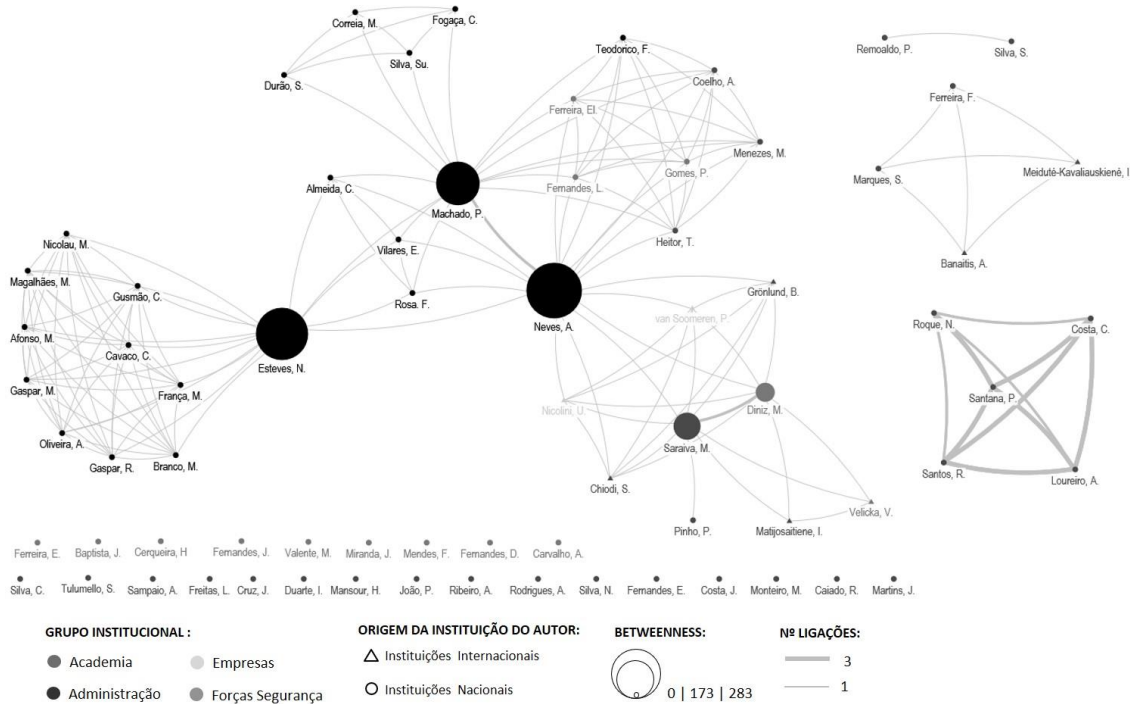 Correia, M.
Fogaça, C.
Silva, Su.
Durão, S.
Teodorico, F.
Coelho, A.
Ferreira, El.
Menezes, M.
Gomes, P.
Fernandes, L.
Heitor, T.
Remoaldo, P.
Silva, S.
Ferreira, F.
Marques, S.
Meiduté-Kavaliauskiené, I
Banaitis, A.
Almeida, C.
Machado, P.
Vilares, E.
Rosa. F.
Neves, A.
Esteves, N.
Nicolau, M.
Magalhães, M.
Gusmão, C.
Afonso, M.
Cavaco, C.
Gaspar, M.
França, M.
Oliveira, A.
Gaspar, R.
Branco, M.
Grönlund, B.
van Soomeren, P.
Nicolini, U.
Diniz, M.
Saraiva, M.
Chiodi, S.
Pinho, P.
Matijosaitiene, I.
Velicka, V.
Roque, N.
Costa, C.
Santana, P.
Santos, R.
Loureiro, A.
Ferreira, E. Baptista, J. Cerqueira, H Fernandes, J. Valente, M. Miranda, J. Mendes, F. Fernandes, D. Carvalho, A.
Silva, C. Tulumello, S. Sampaio, A. Freitas, L. Cruz, J. Duarte, I. Mansour, H. João, P. Ribeiro, A. Rodrigues, A. Silva, N. Fernandes, E. Costa, J. Monteiro, M. Caiado, R. Martins, J.
GRUPO INSTITUCIONAL :
Academia
Empresas
Administração
Forças Segurança
ORIGEM DA INSTITUIÇÃO DO AUTOR:
Instituições Internacionais
Instituições Nacionais
BETWEENNESS:
0 | 173 | 283
Nº LIGAÇÕES:
3
1